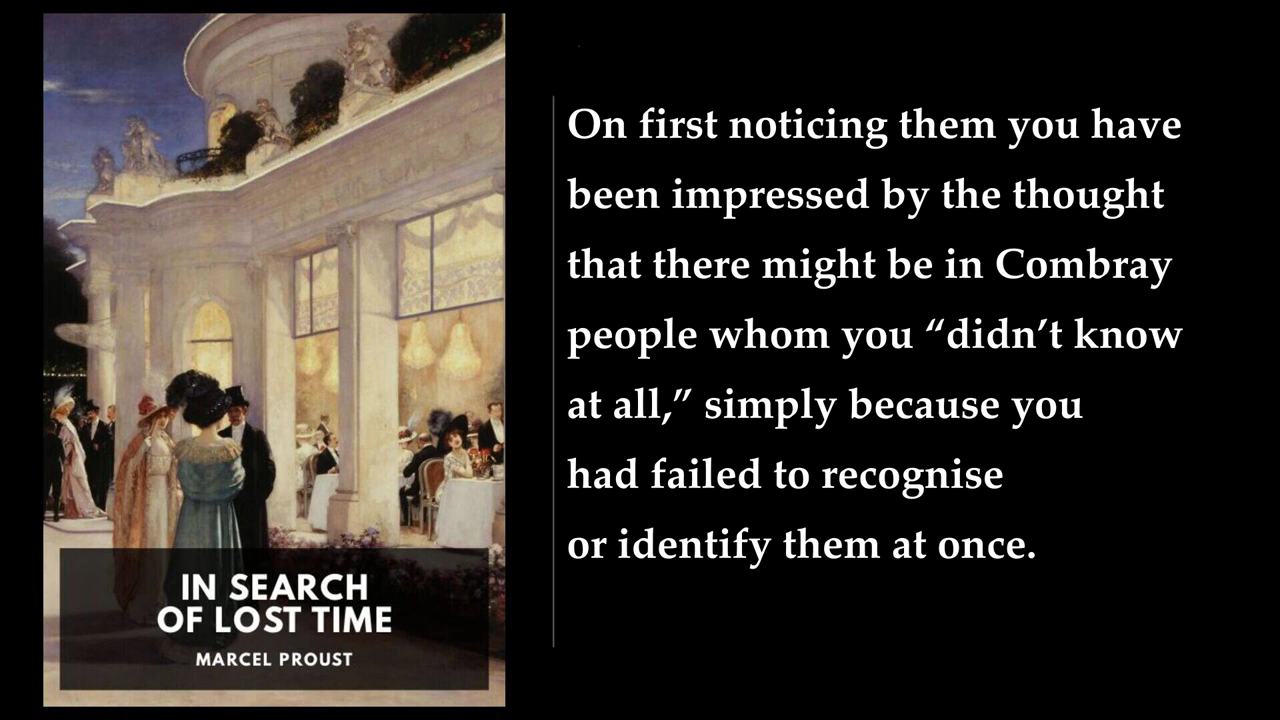 IN SEARCH
OF LOST TIME
MARCEL PROUST
On first noticing them you have
been impressed by the thought
that there might be in Combray
people whom you “didn’t know
at all,” simply because you
had failed to recognise
or identify them at once.